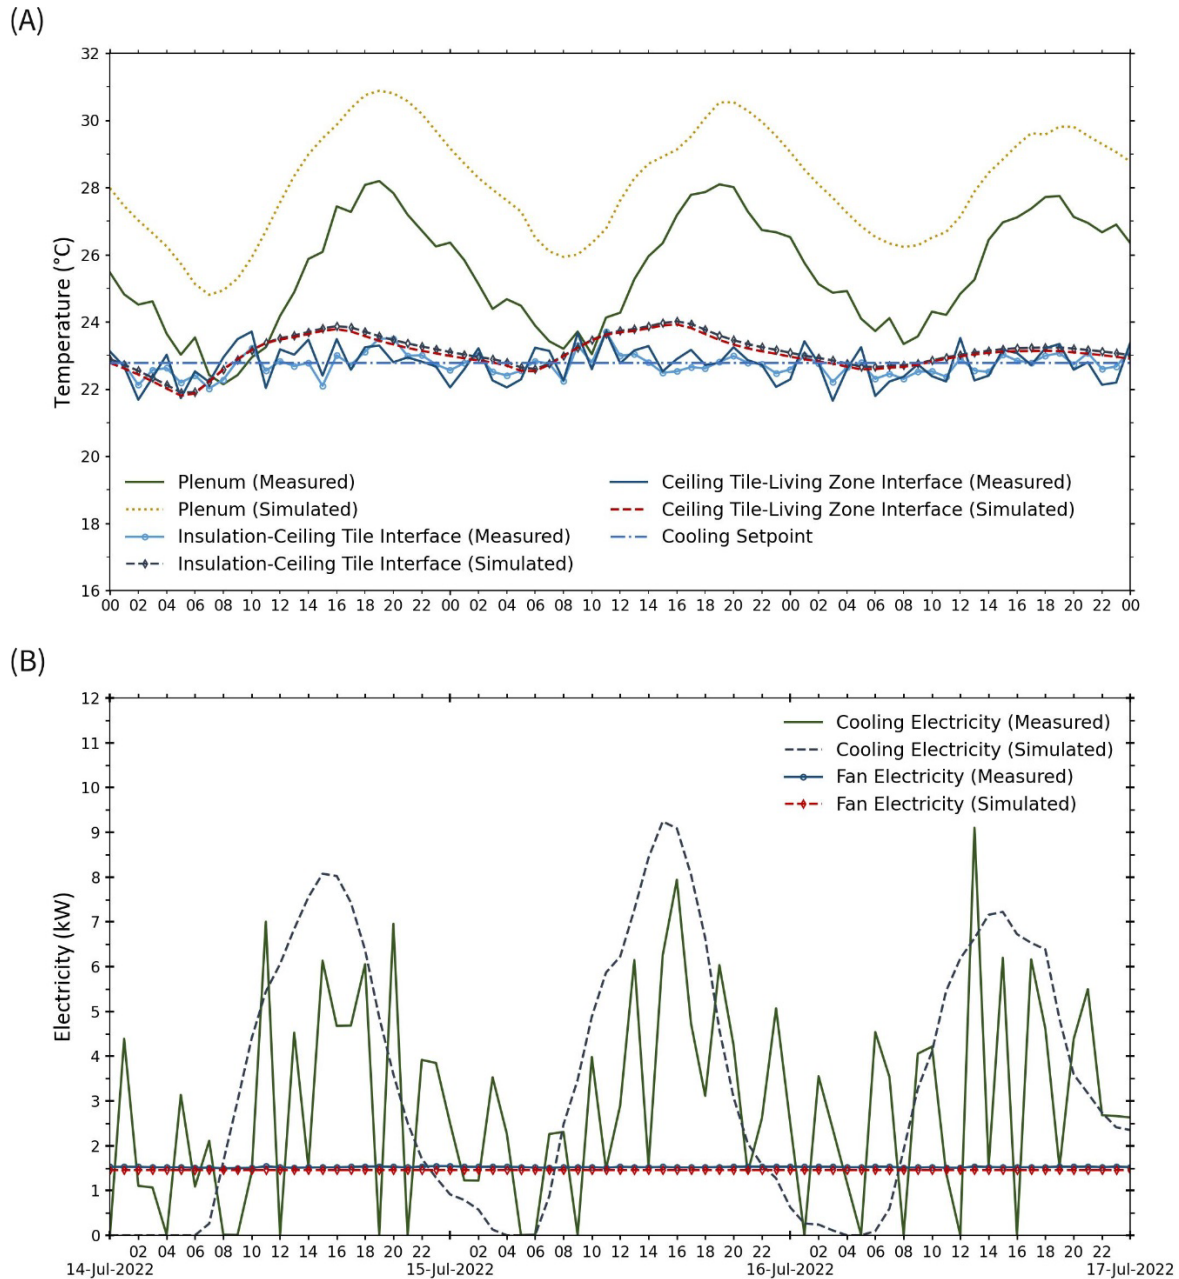 (A)
32
30
28
26
24
22
20
18
16
Temperature (°C)
Plenum (Measured)
Plenum (Simulated)
Insulation-Ceiling Tile Interface (Measured)
Insulation-Ceiling Tile Interface (Simulated)
Ceiling Tile-Living Zone Interface (Measured)
Ceiling Tile-Living Zone Interface (Simulated)
Cooling Setpoint
00 02 04 06 08 10 12 14 16 18 20 22 00 02 04 06 08 10 12 14 16 18 20 22 00 02 04 06 08 10 12 14 16 18 20 22 00
(B)
12
11
10
9
8
7
6
5
4
3
2
1
0
Electricity (kW)
Cooling Electricity (Measured)
Cooling Electricity (Simulated)
Fan Electricity (Measured)
Fan Electricity (Simulated)
02 04 06 08 10 12 14 16 18 20 22 02 04 06 08 10 12 14 16 18 20 22 02 04 06 08 10 12 14 16 18 20 22
14-Jul-2022 15-Jul-2022 16-Jul-2022 17-Jul-2022